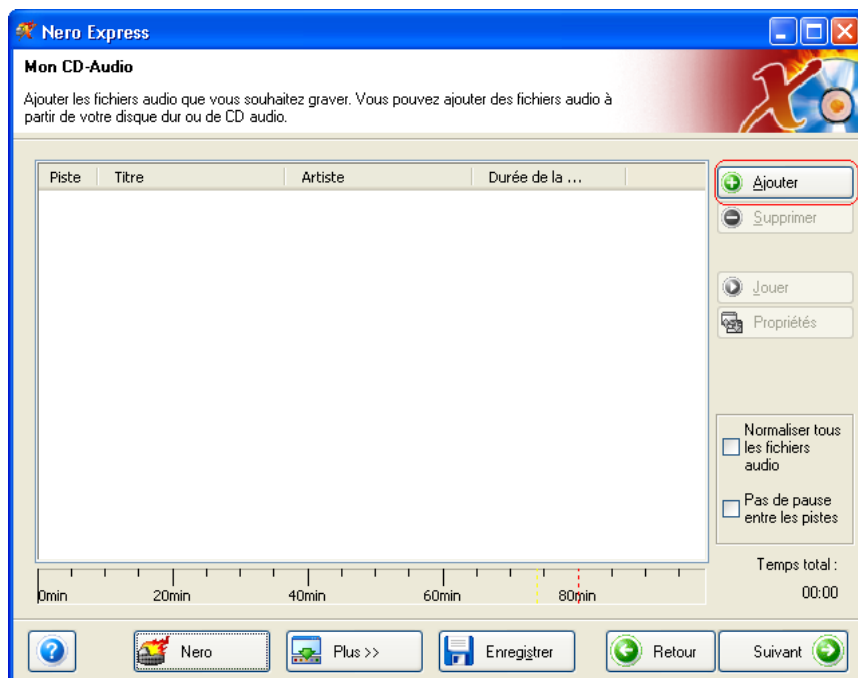 Nero Express
Mon CD-Audio
Ajouter les fichiers audio que vous souhaitez graver. Vous pouvez ajouter des fichiers audio à
partir de votre disque dur ou de CD audio.
Piste Titre Artiste Durée de la ...
Ajouter
Supprimer
Jouer
Propriétés
Normaliser tous
les fichiers
audio
Pas de pause
entre les pistes
Temps total :
00:00
0min 20min 40min 60min 80min
Nero Plus >> Enregistrer Retour Suivant